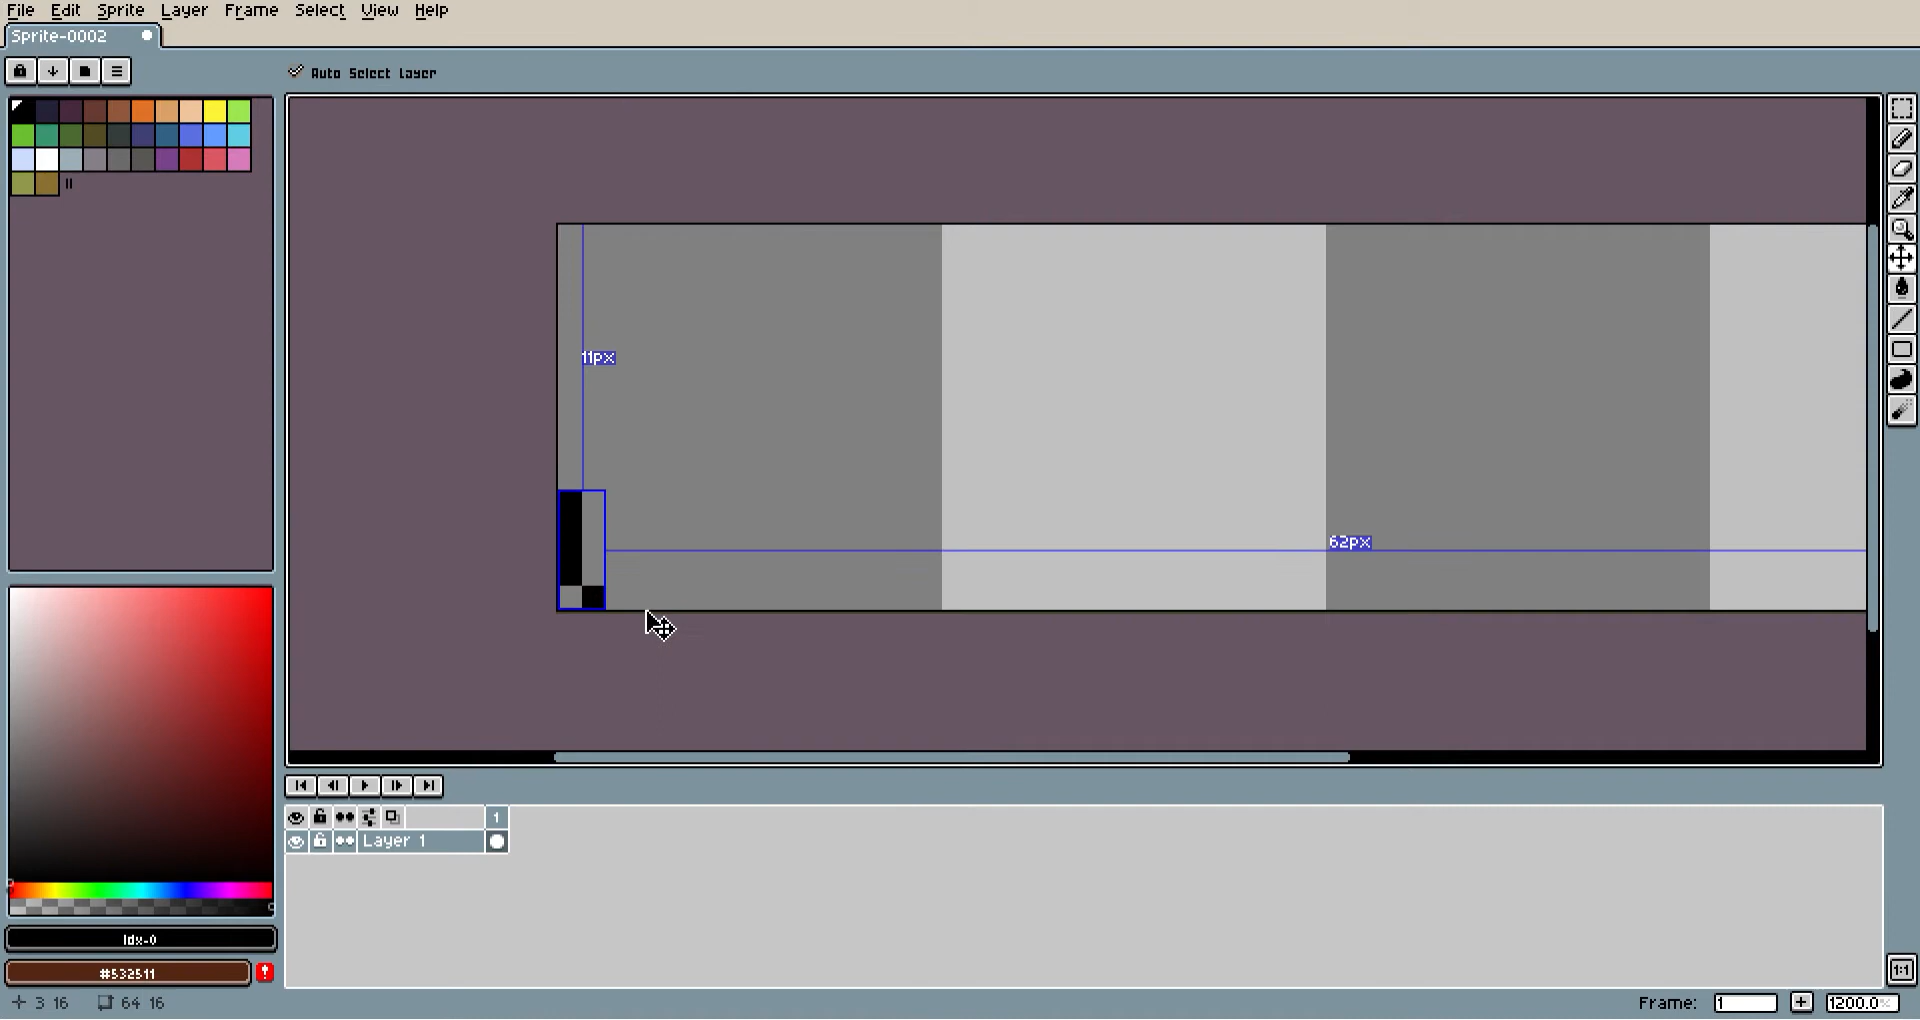 File Edit Sprite Layer Frame Select View Help
Sprite-0002
Auto Select Layer
11px
62px
1
Layer 1
Idx-0
#532511
3 16 64 16
Frame: 1 1200.0
1:1